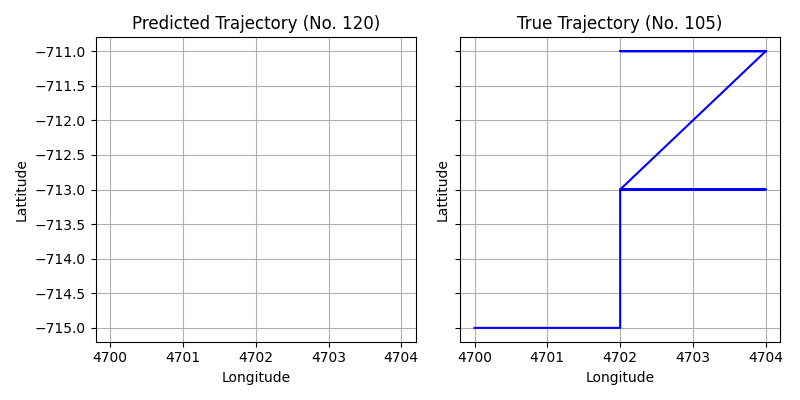 Predicted Trajectory (No. 120)
True Trajectory (No. 105)
Lattitude
−711.0
−711.5
−712.0
−712.5
−713.0
−713.5
−714.0
−714.5
−715.0
4700 4701 4702 4703 4704
Longitude
Lattitude
4700 4701 4702 4703 4704
Longitude